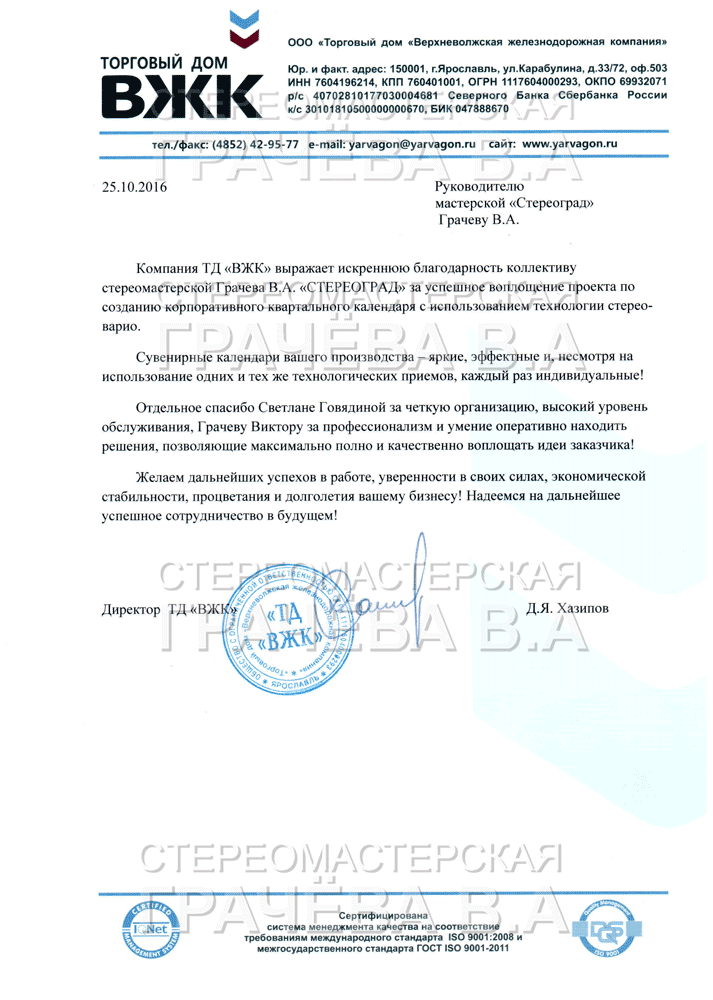 ТОРГОВЫЙ ДОМ
ВЖК
ООО «Торговый дом «Верхневолжская железнодорожная компания»
Юр. и факт. адрес: 150001, г.Ярославль, ул.Карабулина, д.33/72, оф.503
ИНН 7604196214, КПП 760401001, ОГРН 1117604000293, ОКПО 69932071
р/с 40702810177030004681 Северного Банка Сбербанка России
к/с 30101810500000000670, БИК 047888670
СТЕРЕОМАСТЕРСКАЯ
ГРАЧЁВА В.А
тел./факс: (4852) 42-95-77 e-mail: yarvagon@yarvagon.ru сайт: www.yarvagon.ru
25.10.2016
Руководителю
мастерской «Стереоград»
Грачеву В.А.
Компания ТД «ВЖК» выражает искреннюю благодарность коллективу
стереомастерской Грачева В.А. «СТЕРЕОГРАД» за успешное воплощение проекта по
созданию корпоративного квартального календаря с использованием технологии стерео-
варио.
СТЕРЕОМАСТЕРСКАЯ
ГРАЧЁВА В.А
Сувенирные календари вашего производства – яркие, эффектные и, несмотря на
использование одних и тех же технологических приемов, каждый раз индивидуальные!
Отдельное спасибо Светлане Говядиной за четкую организацию, высокий уровень
обслуживания, Грачеву Виктору за профессионализм и умение оперативно находить
решения, позволяющие максимально полно и качественно воплощать идеи заказчика!
Желаем дальнейших успехов в работе, уверенности в своих силах, экономической
стабильности, процветания и долголетия вашему бизнесу! Надеемся на дальнейшее
успешное сотрудничество в будущем!
СТЕРЕОМАСТЕРСКАЯ
ГРАЧЁВА В.А
Директор ТД «ВЖК»
Д.Я. Хазипов
ОБЩЕСТВО С ОГРАНИЧЕННОЙ ОТВЕТСТВЕННОСТЬЮ
ЯРОСЛАВЛЬ
«Торговый дом «Верхневолжская железнодорожная компания»
«ТД
«ВЖК»
СТЕРЕОМАСТЕРСКАЯ
ГРАЧЁВА В.А
CERTIFIED
IQNet
MANAGEMENT SYSTEM
Сертифицирована
система менеджмента качества на соответствие
требованиям международного стандарта ISO 9001:2008 и
межгосударственного стандарта ГОСТ ISO 9001-2011
Quality Management
DQS
ISO 9001